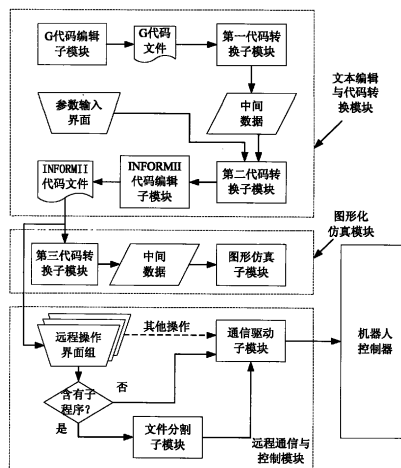 G代码编辑
子模块
G代码
文件
第一代码转
换子模块
文本编辑
与代码转
换模块
参数输入
界面
中间
数据
INFORMII
代码文件
INFORMII
代码编辑
子模块
第二代码转
换子模块
图形化
仿真模块
第三代码转
换子模块
中间
数据
图形仿真
子模块
远程操作
界面组
其他操作
通信驱动
子模块
机器人
控制器
含有子
程序?
否
是
文件分割
子模块
远程通信与
控制模块